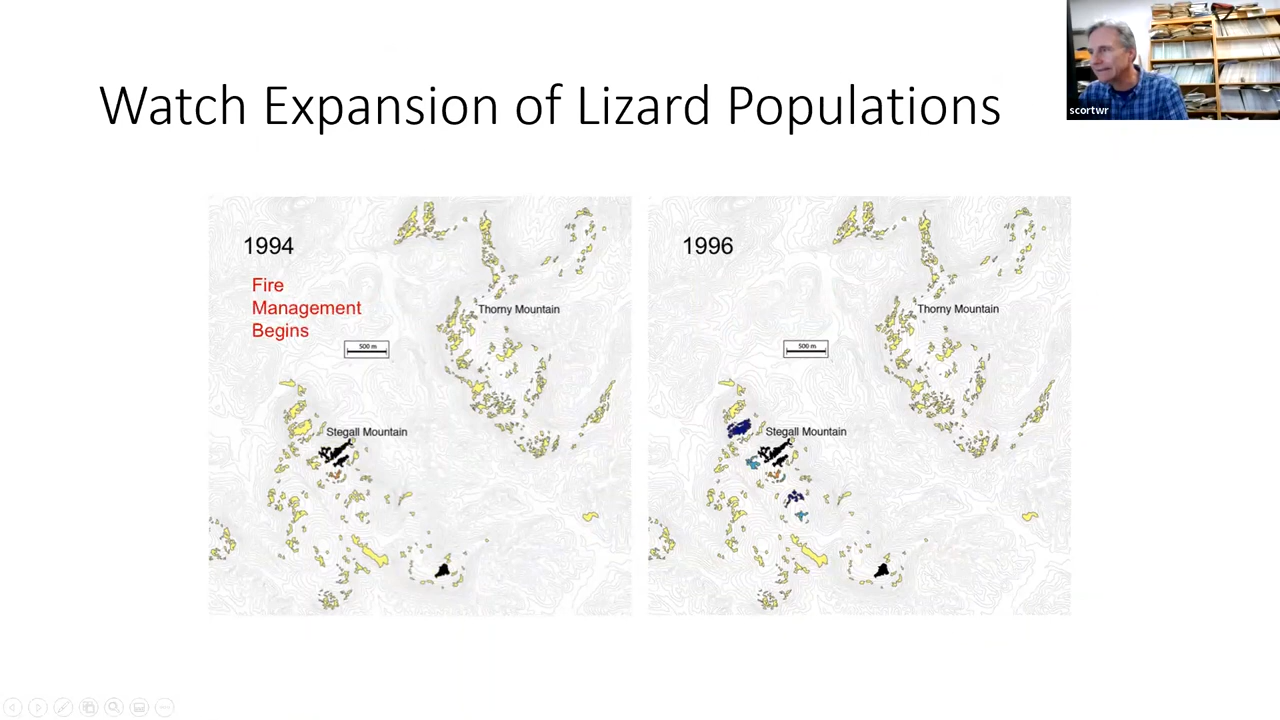 Watch Expansion of Lizard Populations
scortwr
1994
Fire
Management
Begins
500 m
Thorny Mountain
Stegall Mountain
1996
500 m
Thorny Mountain
Stegall Mountain